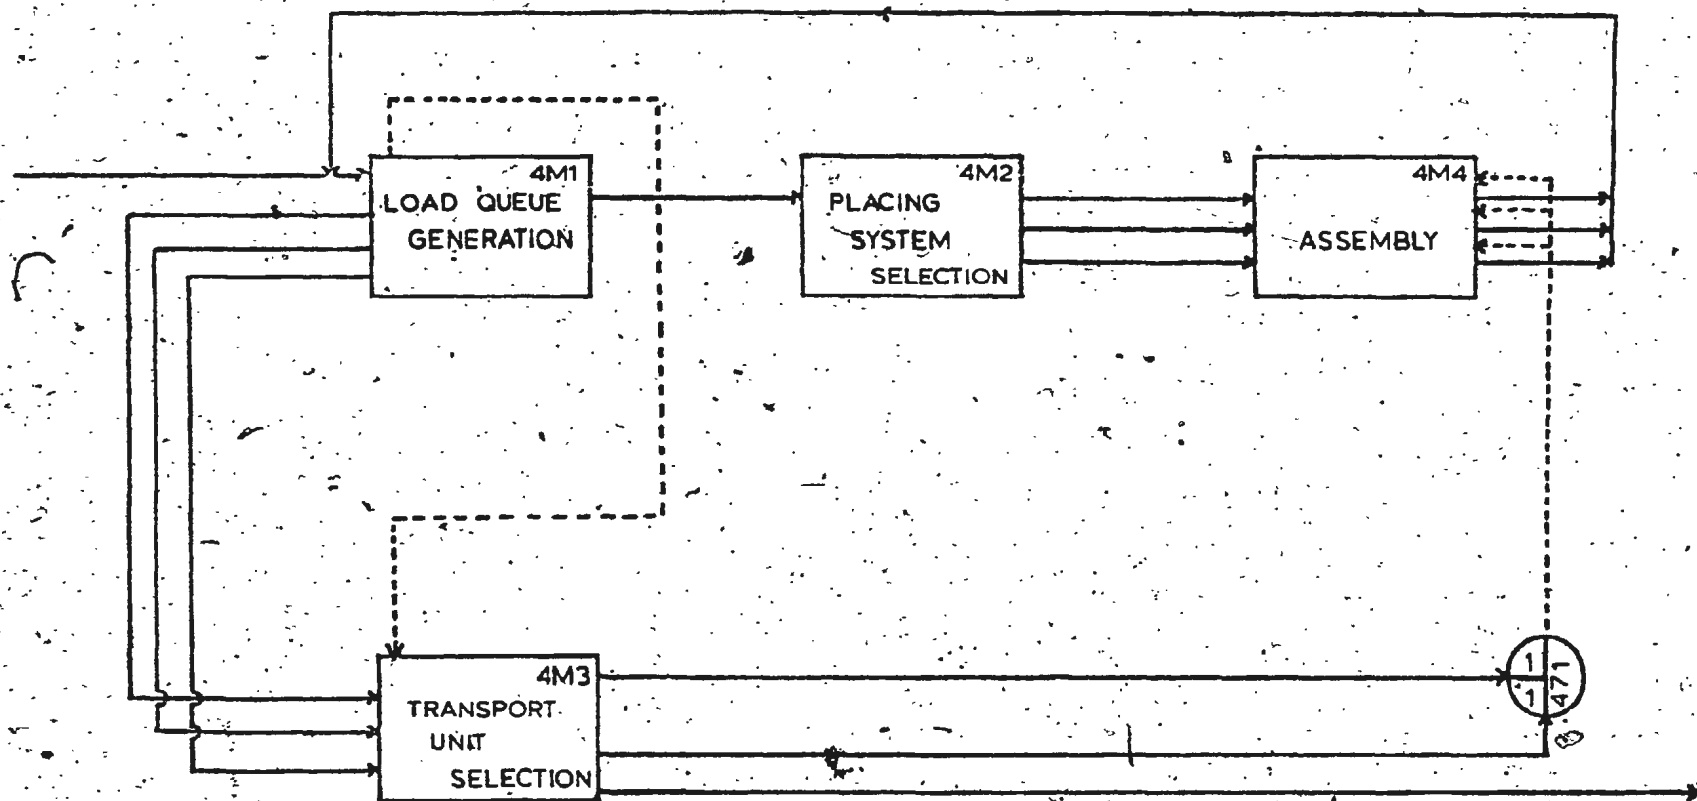 4M1
LOAD QUEUE
GENERATION
4M2
PLACING
SYSTEM
SELECTION
4M4
ASSEMBLY
4M3
TRANSPORT
UNIT
SELECTION
1
1
471